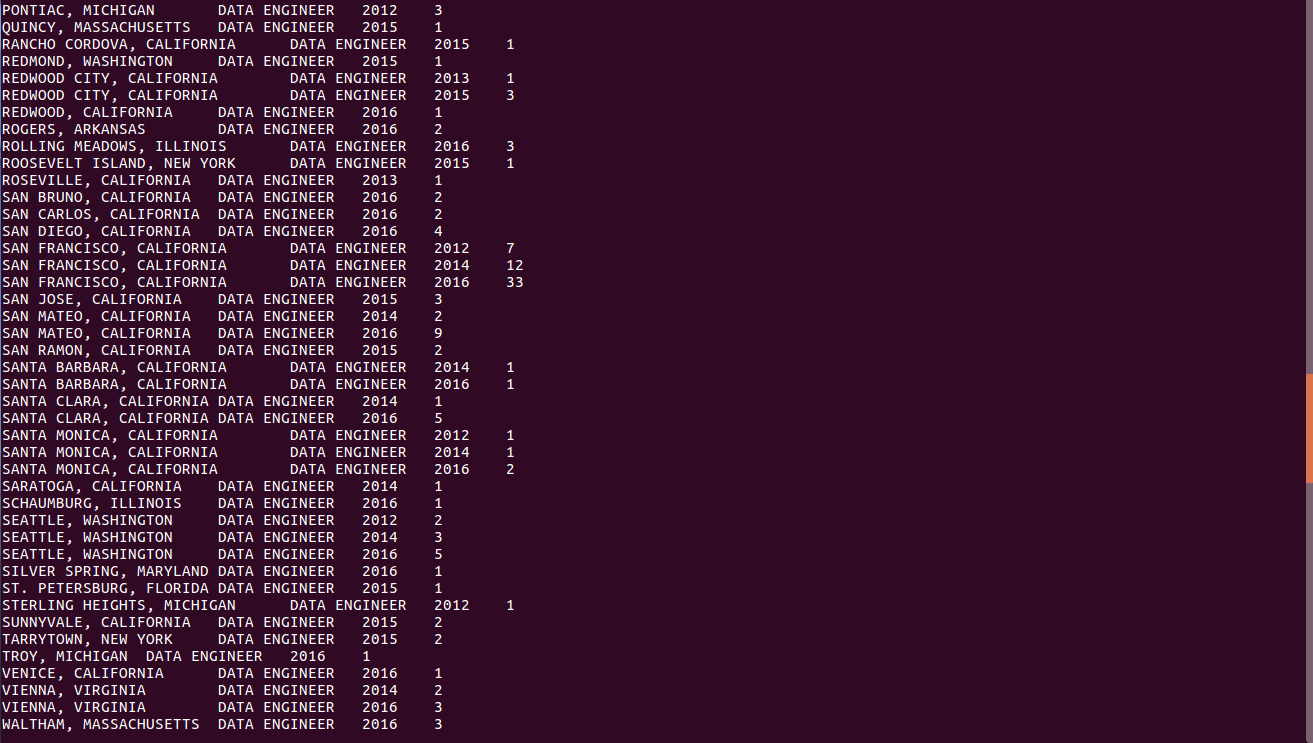 PONTIAC, MICHIGAN DATA ENGINEER 2012 3
QUINCY, MASSACHUSETTS DATA ENGINEER 2015 1
RANCHO CORDOVA, CALIFORNIA DATA ENGINEER 2015 1
REDMOND, WASHINGTON DATA ENGINEER 2015 1
REDWOOD CITY, CALIFORNIA DATA ENGINEER 2013 1
REDWOOD CITY, CALIFORNIA DATA ENGINEER 2015 3
REDWOOD, CALIFORNIA DATA ENGINEER 2016 1
ROGERS, ARKANSAS DATA ENGINEER 2016 2
ROLLING MEADOWS, ILLINOIS DATA ENGINEER 2016 3
ROOSEVELT ISLAND, NEW YORK DATA ENGINEER 2015 1
ROSEVILLE, CALIFORNIA DATA ENGINEER 2013 1
SAN BRUNO, CALIFORNIA DATA ENGINEER 2016 2
SAN CARLOS, CALIFORNIA DATA ENGINEER 2016 2
SAN DIEGO, CALIFORNIA DATA ENGINEER 2016 4
SAN FRANCISCO, CALIFORNIA DATA ENGINEER 2012 7
SAN FRANCISCO, CALIFORNIA DATA ENGINEER 2014 12
SAN FRANCISCO, CALIFORNIA DATA ENGINEER 2016 33
SAN JOSE, CALIFORNIA DATA ENGINEER 2015 3
SAN MATEO, CALIFORNIA DATA ENGINEER 2014 2
SAN MATEO, CALIFORNIA DATA ENGINEER 2016 9
SAN RAMON, CALIFORNIA DATA ENGINEER 2015 2
SANTA BARBARA, CALIFORNIA DATA ENGINEER 2014 1
SANTA BARBARA, CALIFORNIA DATA ENGINEER 2016 1
SANTA CLARA, CALIFORNIA DATA ENGINEER 2014 1
SANTA CLARA, CALIFORNIA DATA ENGINEER 2016 5
SANTA MONICA, CALIFORNIA DATA ENGINEER 2012 1
SANTA MONICA, CALIFORNIA DATA ENGINEER 2014 1
SANTA MONICA, CALIFORNIA DATA ENGINEER 2016 2
SARATOGA, CALIFORNIA DATA ENGINEER 2014 1
SCHAUMBURG, ILLINOIS DATA ENGINEER 2016 1
SEATTLE, WASHINGTON DATA ENGINEER 2012 2
SEATTLE, WASHINGTON DATA ENGINEER 2014 3
SEATTLE, WASHINGTON DATA ENGINEER 2016 5
SILVER SPRING, MARYLAND DATA ENGINEER 2016 1
ST. PETERSBURG, FLORIDA DATA ENGINEER 2015 1
STERLING HEIGHTS, MICHIGAN DATA ENGINEER 2012 1
SUNNYVALE, CALIFORNIA DATA ENGINEER 2015 2
TARRYTOWN, NEW YORK DATA ENGINEER 2015 2
TROY, MICHIGAN DATA ENGINEER 2016 1
VENICE, CALIFORNIA DATA ENGINEER 2016 1
VIENNA, VIRGINIA DATA ENGINEER 2014 2
VIENNA, VIRGINIA DATA ENGINEER 2016 3
WALTHAM, MASSACHUSETTS DATA ENGINEER 2016 3